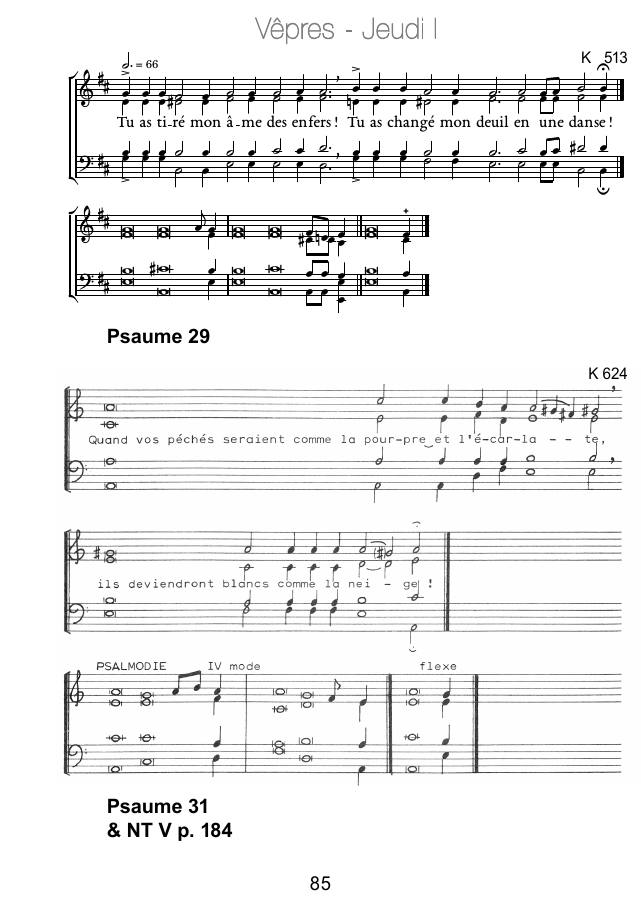 Vêpres - Jeudi I
K 513
𝅗𝅥. = 66
Tu as ti-ré mon â-me des enfers! Tu as changé mon deuil en une danse!
Psaume 29
K 624
Quand vos péchés seraient comme la pour-pre et l'é-car-la - - te,
ils deviendront blancs comme la nei - ge !
PSALMODIE IV mode flexe
Psaume 31
& NT V p. 184
85